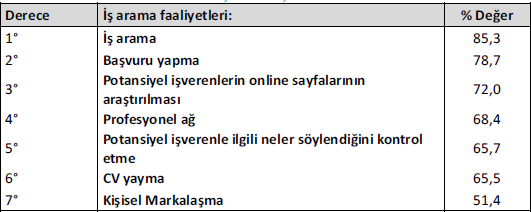 Derece İş arama faaliyetleri: % Değer
1° İş arama 85,3
2° Başvuru yapma 78,7
3° Potansiyel işverenlerin online sayfalarının
araştırılması 72,0
4° Profesyonel ağ 68,4
5° Potansiyel işverenle ilgili neler söylendiğini kontrol
etme 65,7
6° CV yayma 65,5
7° Kişisel Markalaşma 51,4